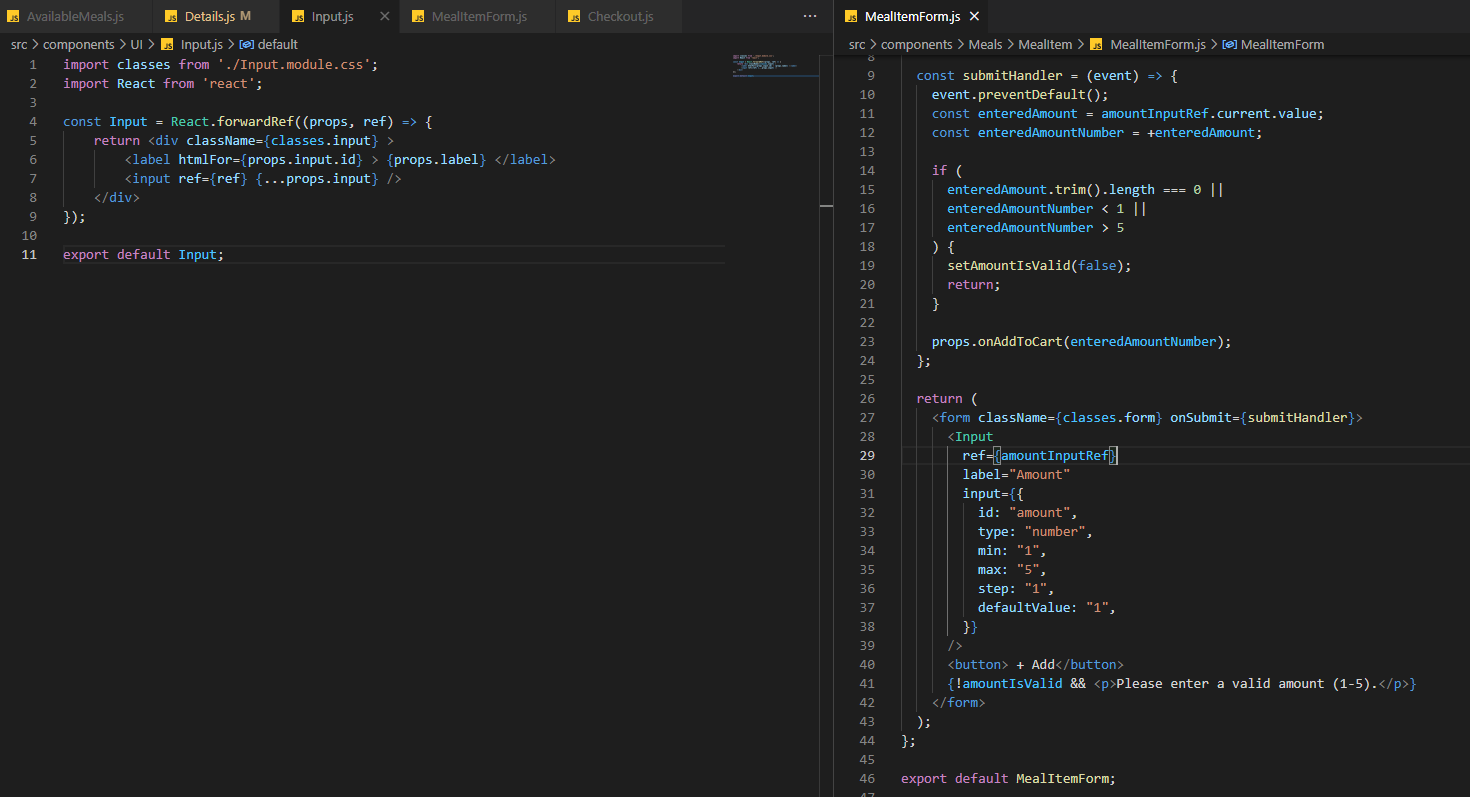 AvailableMeals.js
Details.js M
Input.js
MealItemForm.js
Checkout.js
src > components > UI > Input.js > default
1 import classes from './Input.module.css';
2 import React from 'react';
3
4 const Input = React.forwardRef((props, ref) => {
5 return <div className={classes.input} >
6 <label htmlFor={props.input.id} > {props.label} </label>
7 <input ref={ref} {...props.input} />
8 </div>
9 });
10
11 export default Input;
MealItemForm.js
src > components > Meals > MealItem > MealItemForm.js > MealItemForm
8
9 const submitHandler = (event) => {
10 event.preventDefault();
11 const enteredAmount = amountInputRef.current.value;
12 const enteredAmountNumber = +enteredAmount;
13
14 if (
15 enteredAmount.trim().length === 0 ||
16 enteredAmountNumber < 1 ||
17 enteredAmountNumber > 5
18 ) {
19 setAmountIsValid(false);
20 return;
21 }
22
23 props.onAddToCart(enteredAmountNumber);
24 };
25
26 return (
27 <form className={classes.form} onSubmit={submitHandler}>
28 <Input
29 ref={amountInputRef}
30 label="Amount"
31 input={{
32 id: "amount",
33 type: "number",
34 min: "1",
35 max: "5",
36 step: "1",
37 defaultValue: "1",
38 }}
39 />
40 <button> + Add</button>
41 {!amountIsValid && <p>Please enter a valid amount (1-5).</p>}
42 </form>
43 );
44 };
45
46 export default MealItemForm;
47